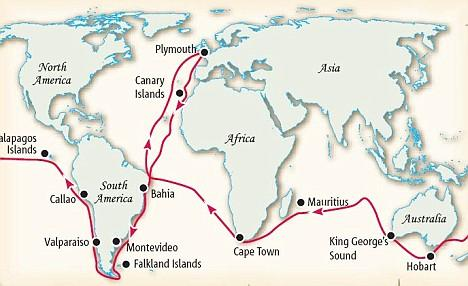 Plymouth
North
America
Asia
Canary
Islands
alapagos
Islands
Africa
South
America
Bahia
Callao
Mauritius
Australia
Valparaiso
Montevideo
Falkland Islands
Cape Town
King George's
Sound
Hobart